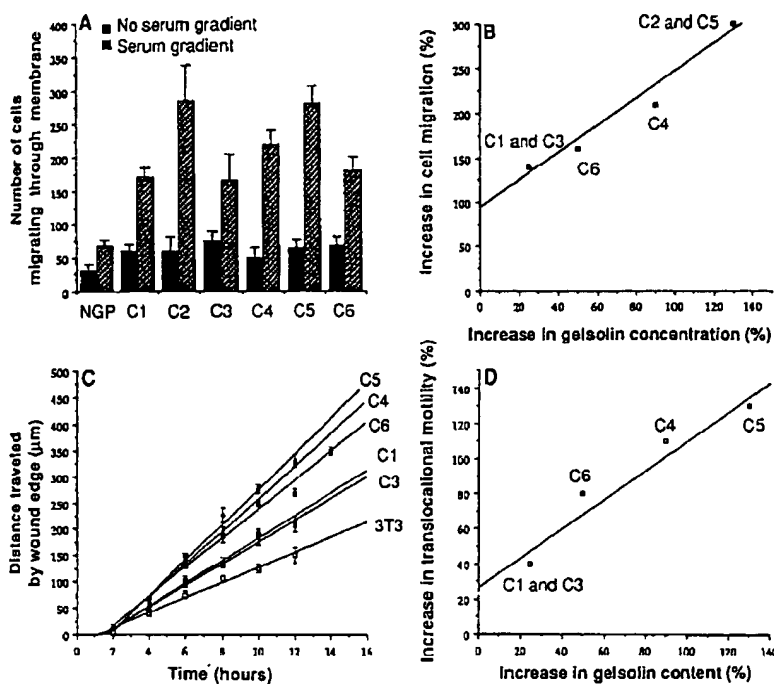 A
No serum gradient
Serum gradient
Number of cells
migrating through membrane
400
350
300
250
200
150
100
50
0
NGP C1 C2 C3 C4 C5 C6
B
C2 and C5
C4
C1 and C3
C6
Increase in cell migration (%)
300
250
200
150
100
50
0
0 20 40 60 80 100 120 140
Increase in gelsolin concentration (%)
C
C5
C4
C6
C1
C3
3T3
Distance traveled
by wound edge (µm)
500
450
400
350
300
250
200
150
100
50
0
0 2 4 6 8 10 12 14 16
Time (hours)
D
C4
C5
C6
C1 and C3
Increase in translocational motility (%)
140
120
100
80
60
40
20
0
0 20 40 60 80 100 120 140
Increase in gelsolin content (%)